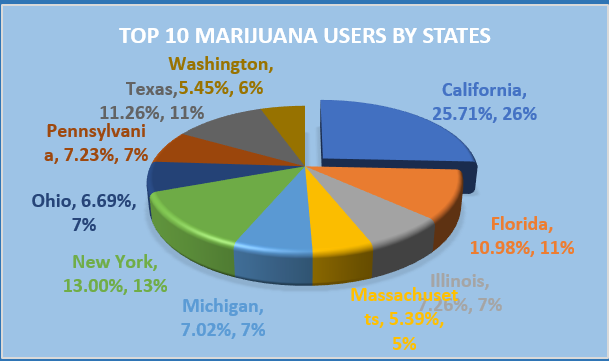 TOP 10 MARIJUANA USERS BY STATES
Washington,
5.45%, 6%
California,
25.71%, 26%
Texas,
11.26%, 11%
Pennsylvani
a, 7.23%, 7%
Ohio, 6.69%,
7%
Florida,
10.98%, 11%
New York,
13.00%, 13%
Illinois,
7.26%, 7%
Massachuset
ts, 5.39%,
5%
Michigan,
7.02%, 7%